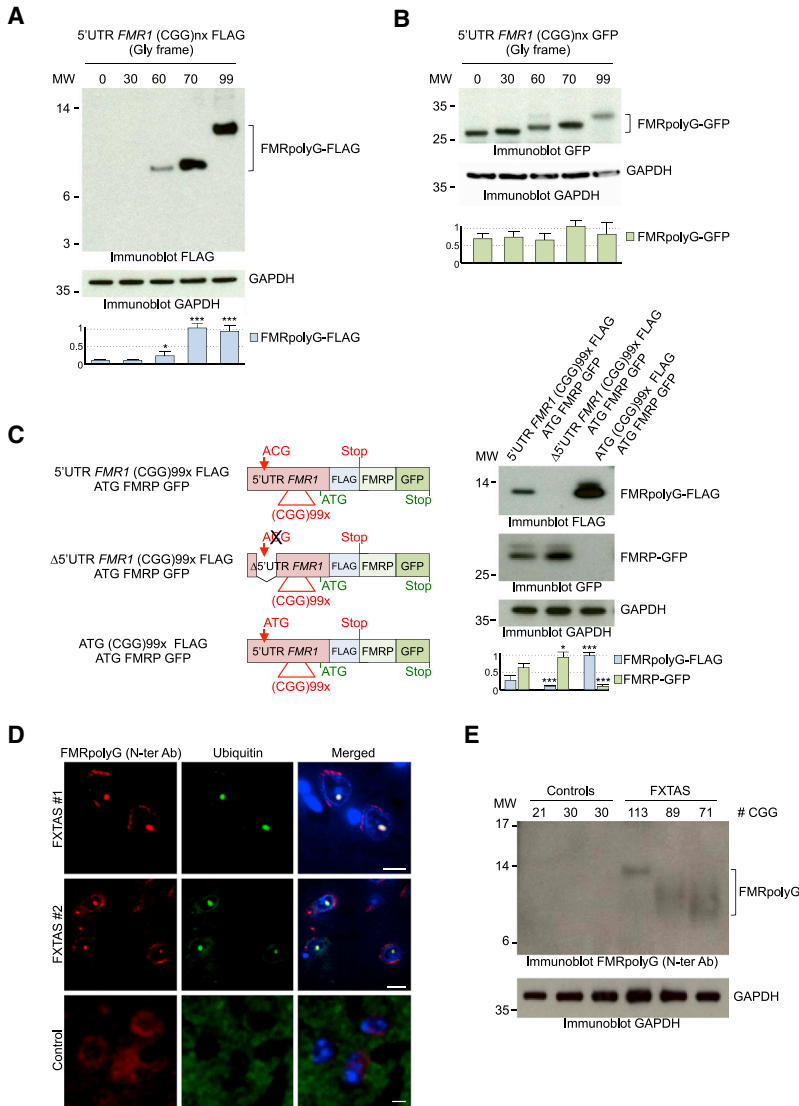 A
5'UTR FMR1 (CGG)nx FLAG
(Gly frame)
0 30 60 70 99
MW
14
6
3
FMRpolyG-FLAG
Immunoblot FLAG
35
GAPDH
Immunoblot GAPDH
1
0.5
0
* *** ***
FMRpolyG-FLAG
B
5'UTR FMR1 (CGG)nx GFP
(Gly frame)
MW 0 30 60 70 99
35
25
FMRpolyG-GFP
Immunoblot GFP
GAPDH
35
Immunoblot GAPDH
1
0.5
0
FMRpolyG-GFP
C
5'UTR FMR1 (CGG)99x FLAG
ATG FMRP GFP
ACG Stop
5'UTR FMR1 FLAG FMRP GFP
ATG Stop
(CGG)99x
Δ5'UTR FMR1 (CGG)99x FLAG
ATG FMRP GFP
ACG X Stop
Δ5'UTR FMR1 FLAG FMRP GFP
ATG Stop
(CGG)99x
ATG (CGG)99x FLAG
ATG FMRP GFP
ATG Stop
5'UTR FMR1 FLAG FMRP GFP
ATG Stop
(CGG)99x
5'UTR FMR1 (CGG)99x FLAG
ATG FMRP GFP
Δ5'UTR FMR1 (CGG)99x FLAG
ATG FMRP GFP
ATG (CGG)99x FLAG
ATG FMRP GFP
MW
14
FMRpolyG-FLAG
Immunblot FLAG
FMRP-GFP
25
Immunblot GFP
GAPDH
35
Immunoblot GAPDH
1
0.5
0
*** * *** ***
FMRpolyG-FLAG
FMRP-GFP
D
FMRpolyG (N-ter Ab) Ubiquitin Merged
FXTAS #1
FXTAS #2
Control
E
Controls FXTAS
MW 21 30 30 113 89 71 # CGG
17
14
6
FMRpolyG
Immunoblot FMRpolyG (N-ter Ab)
GAPDH
35
Immunoblot GAPDH